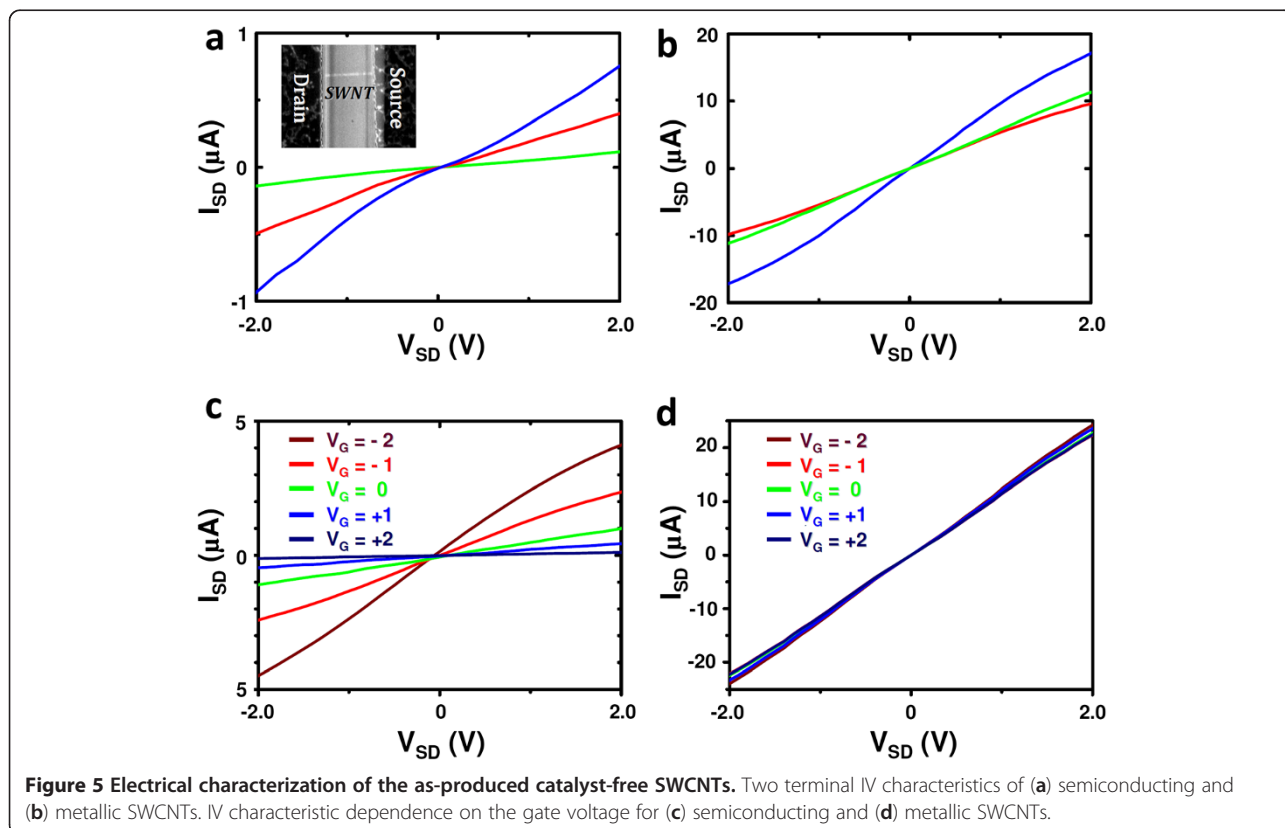 a
1
0
-1
I_SD (µA)
Drain
SWNT
Source
-2.0
0
2.0
V_SD (V)
b
20
10
0
-10
-20
I_SD (µA)
-2.0
0
2.0
V_SD (V)
c
5
0
5
I_SD (µA)
V_G = - 2
V_G = - 1
V_G = 0
V_G = +1
V_G = +2
-2.0
0
2.0
V_SD (V)
d
20
10
0
-10
-20
I_SD (µA)
V_G = - 2
V_G = - 1
V_G = 0
V_G = +1
V_G = +2
-2.0
0
2.0
V_SD (V)
Figure 5 Electrical characterization of the as-produced catalyst-free SWCNTs. Two terminal IV characteristics of (a) semiconducting and
(b) metallic SWCNTs. IV characteristic dependence on the gate voltage for (c) semiconducting and (d) metallic SWCNTs.